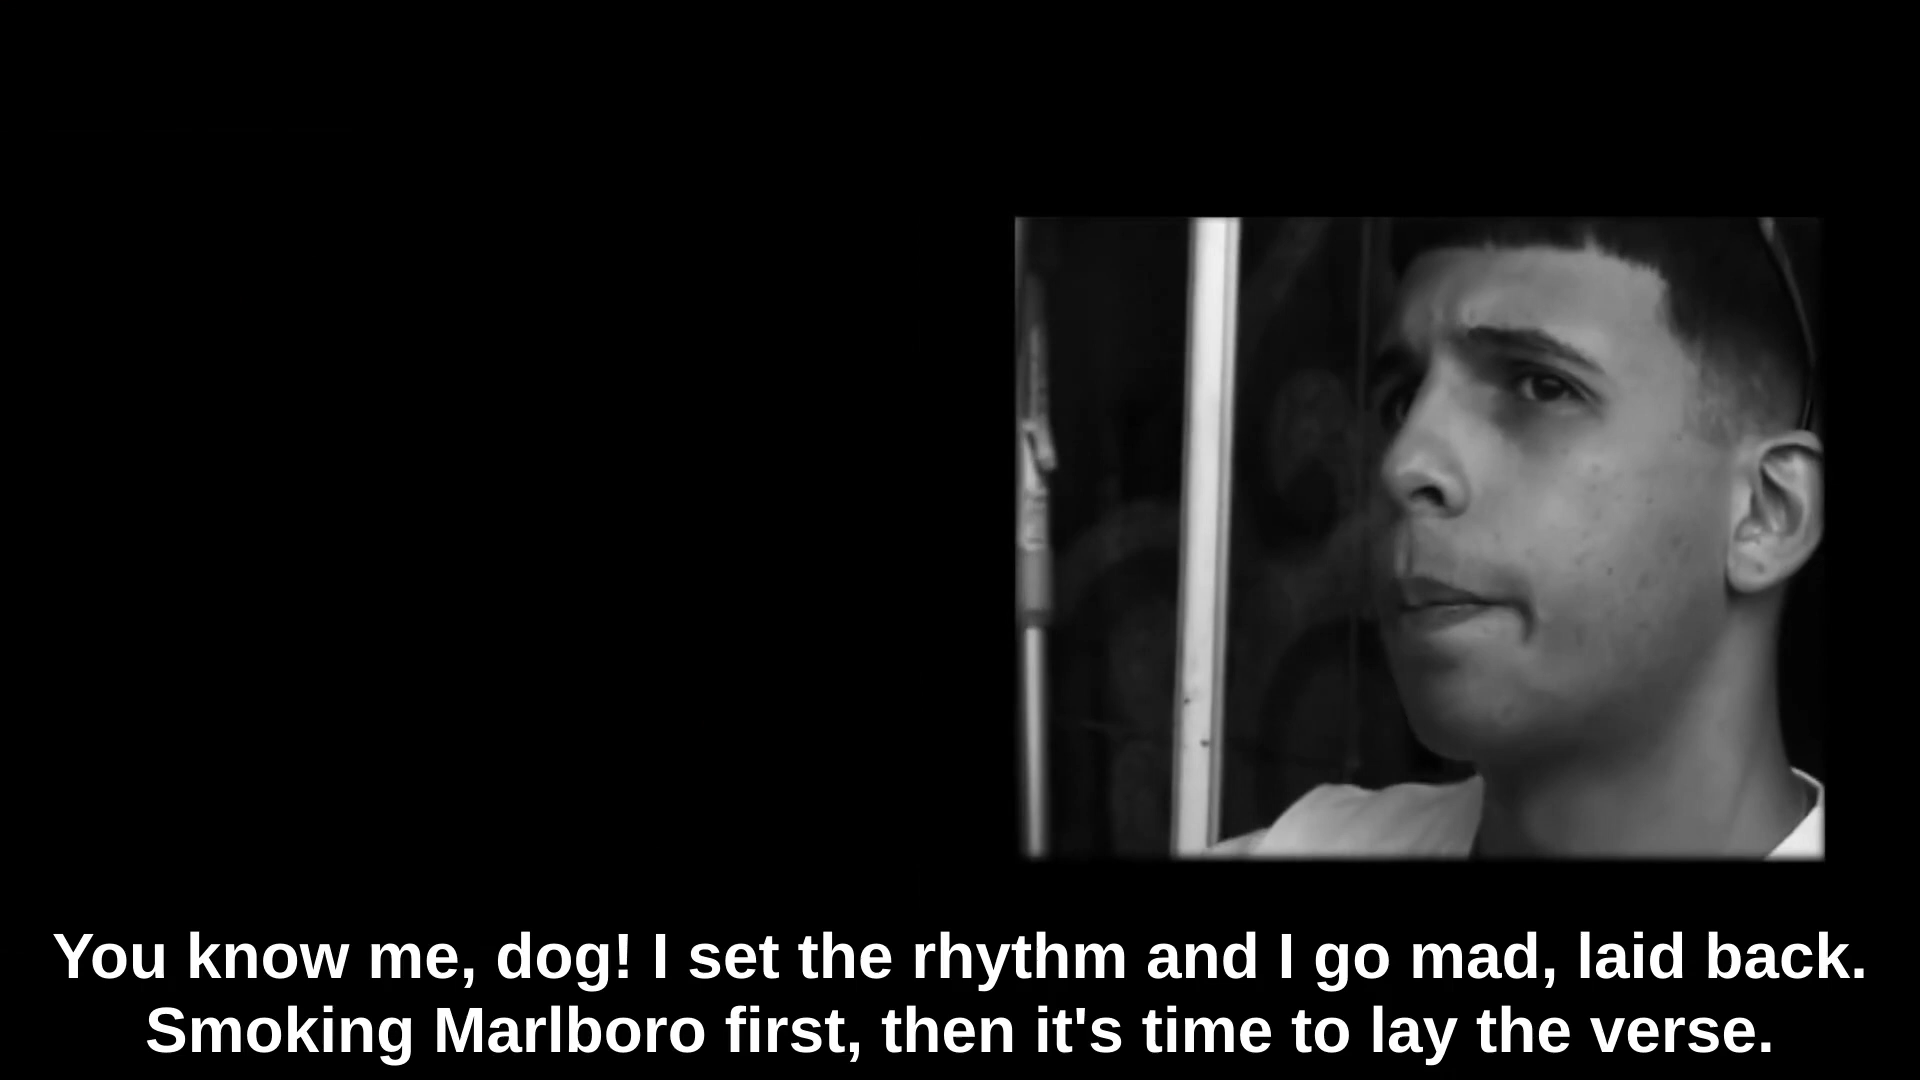 You know me, dog! I set the rhythm and I go mad, laid back.
Smoking Marlboro first, then it's time to lay the verse.